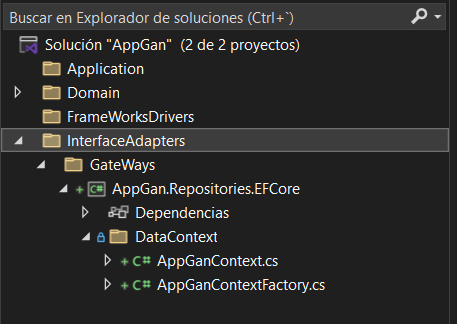 Buscar en Explorador de soluciones (Ctrl+`)
Solución "AppGan" (2 de 2 proyectos)
Application
Domain
FrameWorksDrivers
InterfaceAdapters
GateWays
+ C# AppGan.Repositories.EFCore
Dependencias
DataContext
+ C# AppGanContext.cs
+ C# AppGanContextFactory.cs